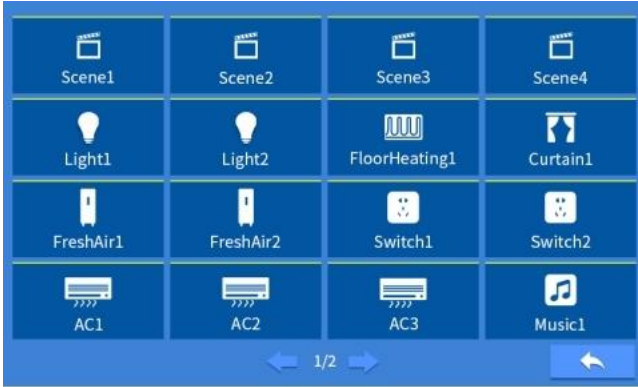 Scene1 Scene2 Scene3 Scene4
Light1 Light2 FloorHeating1 Curtain1
FreshAir1 FreshAir2 Switch1 Switch2
AC1 AC2 AC3 Music1
1/2